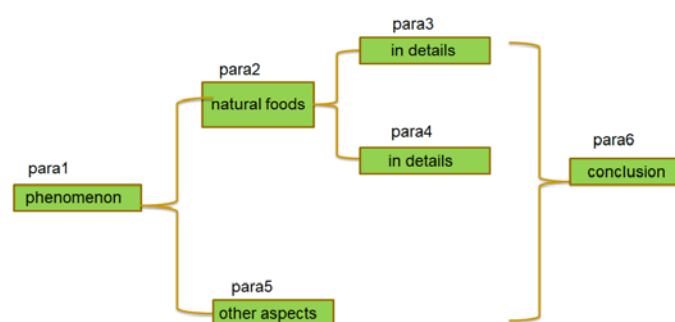 para1
phenomenon
para2
natural foods
para3
in details
para4
in details
para5
other aspects
para6
conclusion